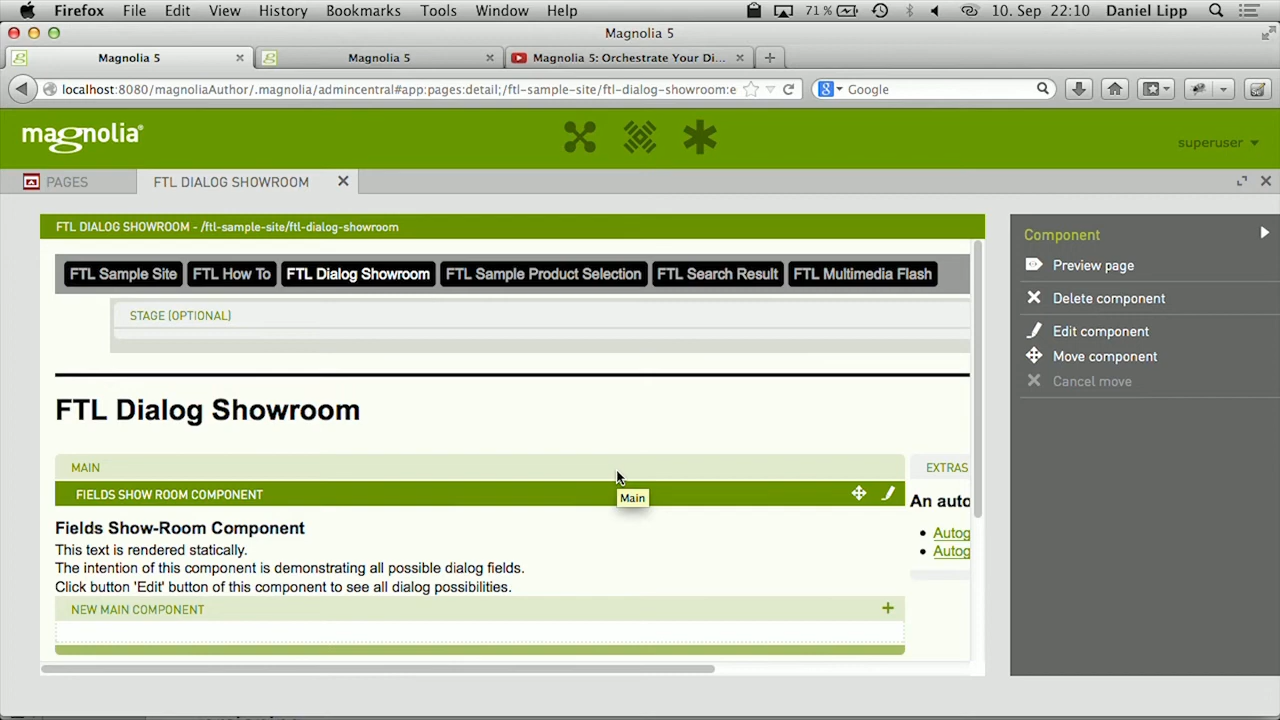 Firefox File Edit View History Bookmarks Tools Window Help 71% 10. Sep 22:10 Daniel Lipp
Magnolia 5
Magnolia 5 Magnolia 5 Magnolia 5: Orchestrate Your Di...
localhost:8080/magnoliaAuthor/.magnolia/admincentral#app:pages:detail;/ftl-sample-site/ftl-dialog-showroom:e Google
magnolia® superuser
PAGES FTL DIALOG SHOWROOM
FTL DIALOG SHOWROOM - /ftl-sample-site/ftl-dialog-showroom
FTL Sample Site FTL How To FTL Dialog Showroom FTL Sample Product Selection FTL Search Result FTL Multimedia Flash
STAGE (OPTIONAL)
FTL Dialog Showroom
MAIN
FIELDS SHOW ROOM COMPONENT
Main
Fields Show-Room Component
This text is rendered statically.
The intention of this component is demonstrating all possible dialog fields.
Click button 'Edit' button of this component to see all dialog possibilities.
NEW MAIN COMPONENT
EXTRAS
An auto
Autog
Autog
Component
Preview page
Delete component
Edit component
Move component
Cancel move